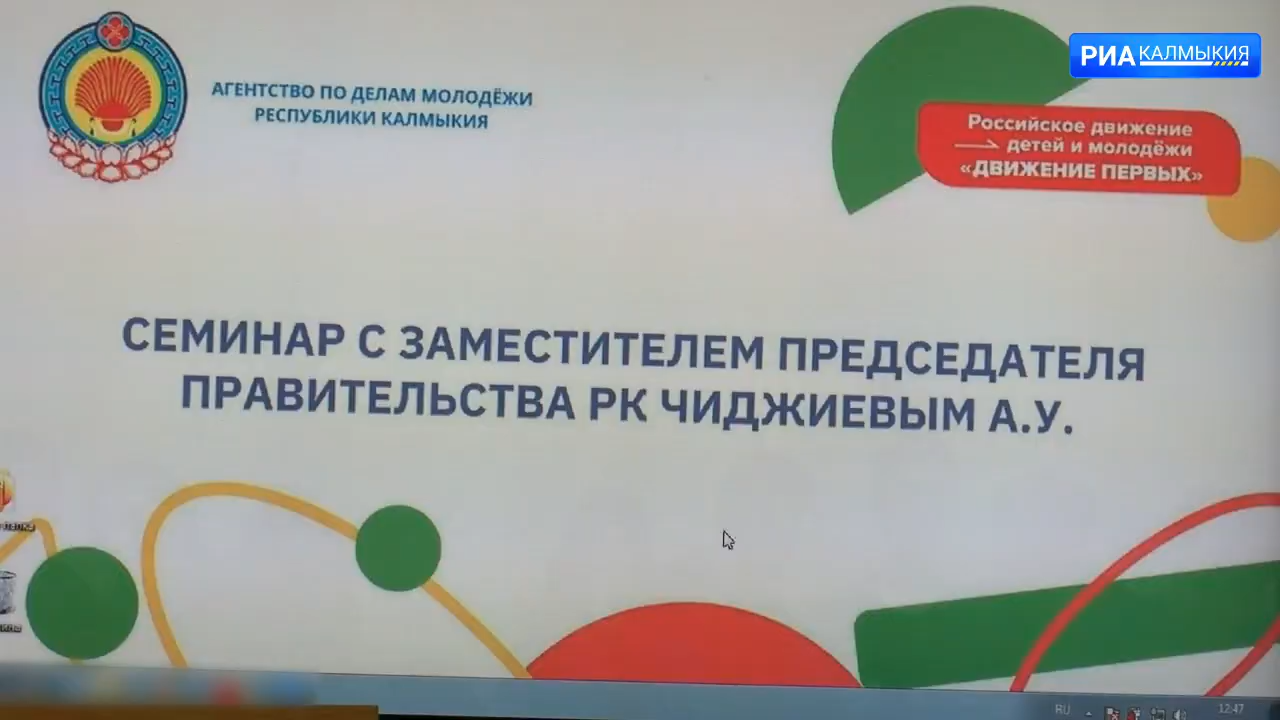 РИА КАЛМЫКИЯ
АГЕНТСТВО ПО ДЕЛАМ МОЛОДЁЖИ
РЕСПУБЛИКИ КАЛМЫКИЯ
Российское движение
детей и молодёжи
«ДВИЖЕНИЕ ПЕРВЫХ»
СЕМИНАР С ЗАМЕСТИТЕЛЕМ ПРЕДСЕДАТЕЛЯ
ПРАВИТЕЛЬСТВА РК ЧИДЖИЕВЫМ А.У.
папка
RU
12:47